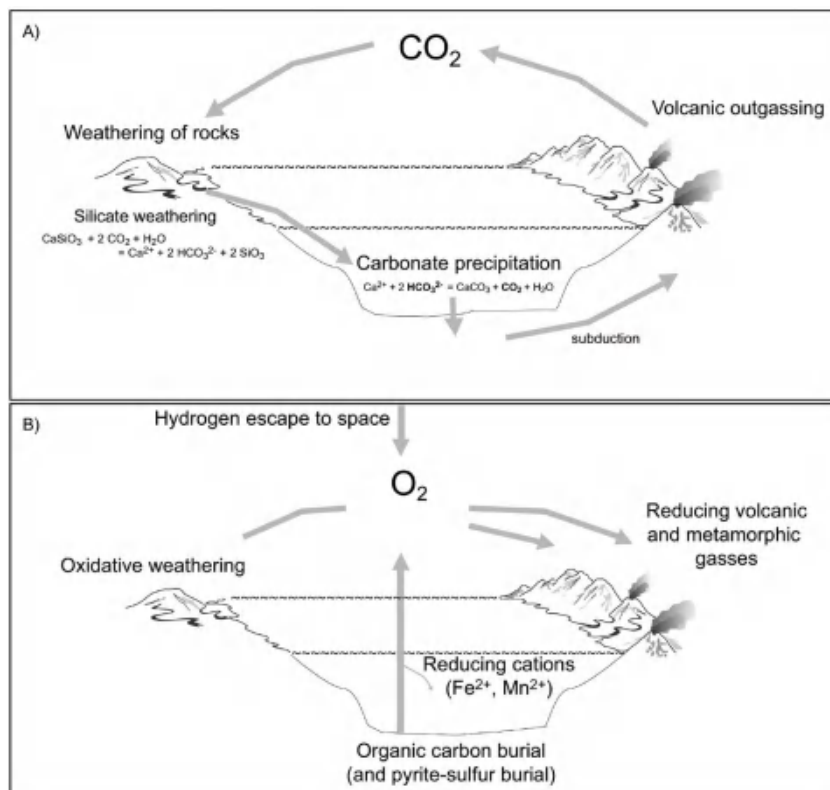 A)
CO₂
Volcanic outgassing
Weathering of rocks
Silicate weathering
CaSiO₃ + 2 CO₂ + H₂O
= Ca²⁺ + 2 HCO₃²⁻ + 2 SiO₃
Carbonate precipitation
Ca²⁺ + 2 HCO₃²⁻ = CaCO₃ + CO₂ + H₂O
subduction
B)
Hydrogen escape to space
O₂
Reducing volcanic
and metamorphic
gasses
Oxidative weathering
Reducing cations
(Fe²⁺, Mn²⁺)
Organic carbon burial
(and pyrite-sulfur burial)